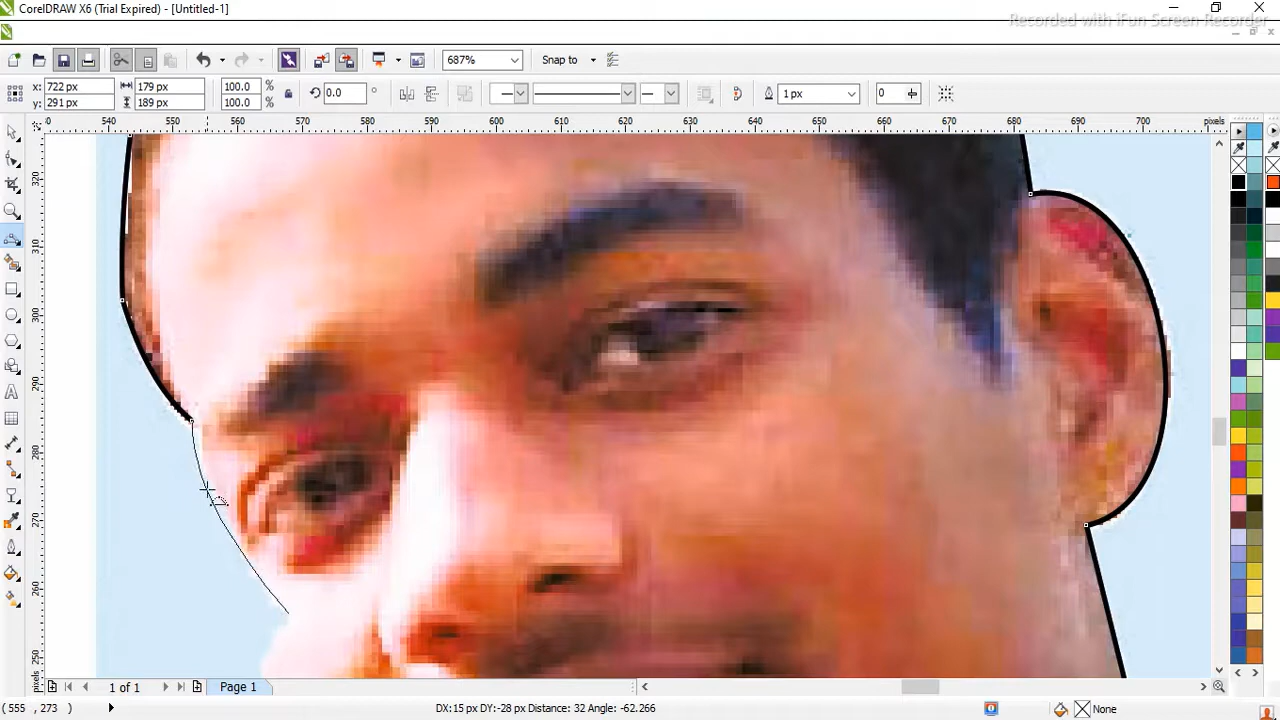 CorelDRAW X6 (Trial Expired) - [Untitled-1]
Recorded with iFun Screen Recorder
687%
Snap to
x: 722 px
y: 291 px
179 px
189 px
100.0 %
100.0 %
0.0 °
1 px
0
550 560 570 580 590 600 610 620 630 640 650 660 670 680 690 700 pixels
320
310
300
290
280
270
260
250
pixels
1 of 1
Page 1
(555 , 273 )
DX:15 px DY:-28 px Distance: 32 Angle: -62.266
None